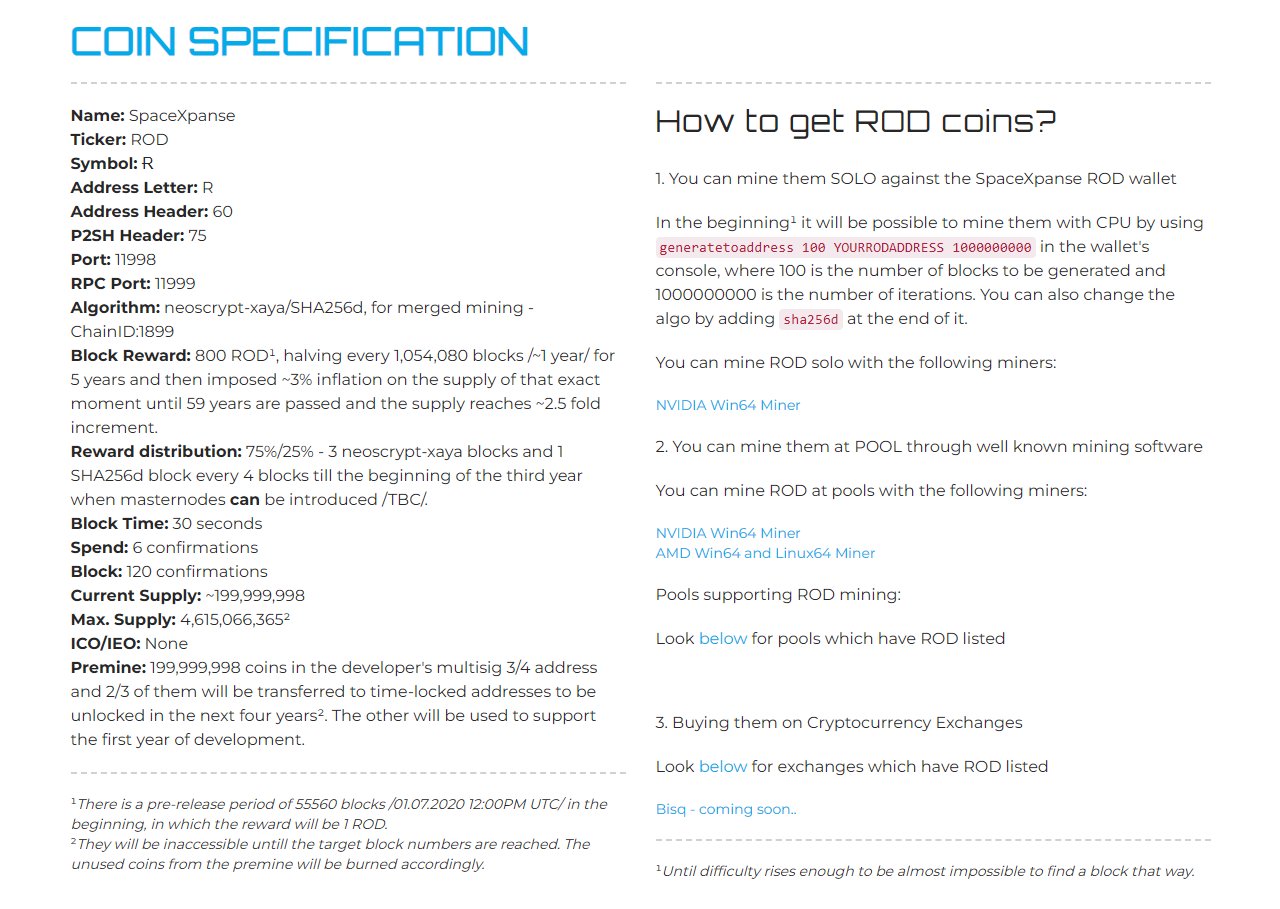 COIN SPECIFICATION
Name: SpaceXpanse
Ticker: ROD
Symbol: R
Address Letter: R
Address Header: 60
P2SH Header: 75
Port: 11998
RPC Port: 11999
Algorithm: neoscrypt-xaya/SHA256d, for merged mining -
ChainID:1899
Block Reward: 800 ROD¹, halving every 1,054,080 blocks /~1 year/ for
5 years and then imposed ~3% inflation on the supply of that exact
moment until 59 years are passed and the supply reaches ~2.5 fold
increment.
Reward distribution: 75%/25% - 3 neoscrypt-xaya blocks and 1
SHA256d block every 4 blocks till the beginning of the third year
when masternodes can be introduced /TBC/.
Block Time: 30 seconds
Spend: 6 confirmations
Block: 120 confirmations
Current Supply: ~199,999,998
Max. Supply: 4,615,066,365²
ICO/IEO: None
Premine: 199,999,998 coins in the developer's multisig 3/4 address
and 2/3 of them will be transferred to time-locked addresses to be
unlocked in the next four years². The other will be used to support
the first year of development.
¹There is a pre-release period of 55560 blocks /01.07.2020 12:00PM UTC/ in the
beginning, in which the reward will be 1 ROD.
²They will be inaccessible untill the target block numbers are reached. The
unused coins from the premine will be burned accordingly.
How to get ROD coins?
1. You can mine them SOLO against the SpaceXpanse ROD wallet
In the beginning¹ it will be possible to mine them with CPU by using
generatetoaddress 100 YOURRODADDRESS 1000000000 in the wallet's
console, where 100 is the number of blocks to be generated and
1000000000 is the number of iterations. You can also change the
algo by adding sha256d at the end of it.
You can mine ROD solo with the following miners:
NVIDIA Win64 Miner
2. You can mine them at POOL through well known mining software
You can mine ROD at pools with the following miners:
NVIDIA Win64 Miner
AMD Win64 and Linux64 Miner
Pools supporting ROD mining:
Look below for pools which have ROD listed
3. Buying them on Cryptocurrency Exchanges
Look below for exchanges which have ROD listed
Bisq - coming soon..
¹Until difficulty rises enough to be almost impossible to find a block that way.